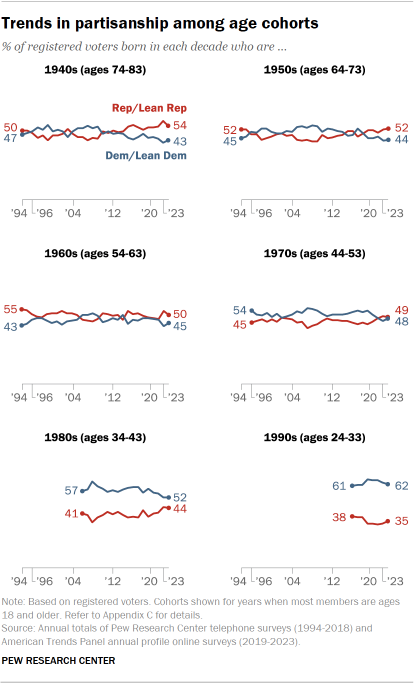 Trends in partisanship among age cohorts
% of registered voters born in each decade who are ...
1940s (ages 74-83)
Rep/Lean Rep
50
54
47
43
Dem/Lean Dem
'94 '96 '04 '12 '20 '23
1950s (ages 64-73)
52
52
45
44
'94 '96 '04 '12 '20 '23
1960s (ages 54-63)
55
50
43
45
'94 '96 '04 '12 '20 '23
1970s (ages 44-53)
54
49
45
48
'94 '96 '04 '12 '20 '23
1980s (ages 34-43)
57
52
41
44
'94 '96 '04 '12 '20 '23
1990s (ages 24-33)
61
62
38
35
'94 '96 '04 '12 '20 '23
Note: Based on registered voters. Cohorts shown for years when most members are ages
18 and older. Refer to Appendix C for details.
Source: Annual totals of Pew Research Center telephone surveys (1994-2018) and
American Trends Panel annual profile online surveys (2019-2023).
PEW RESEARCH CENTER